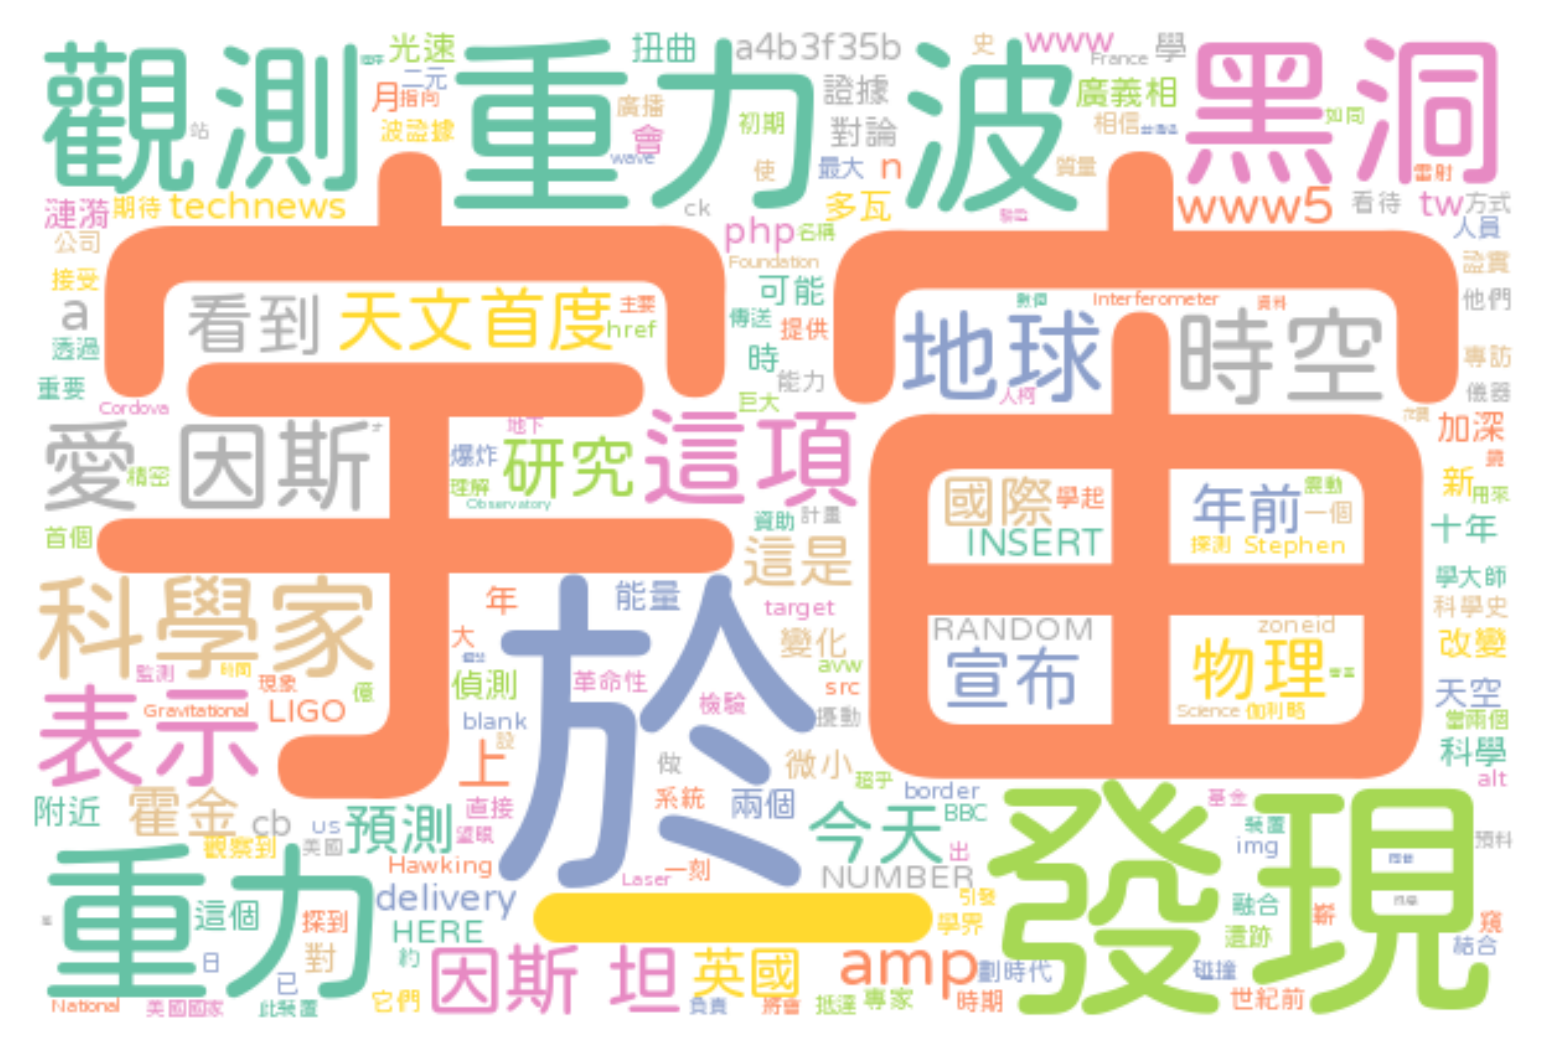 觀測
重力波
黑洞
光速
二元
月
指向
波證據
站
扭曲
a4b3f35b
史
www
France
學
廣播
會
wave
初期
證據
對論
廣義相
相信
如同
使
最大
n
質量
雷射
漣漪
期待
technews
ck
多瓦
www5
看待
tw
方式
人員
公司
php
名稱
Foundation
證實
接受
宇宙
可能
Interferometer
資料
他們
a
看到
天文首度
主要
href
傳送
提供
地球
時空
透過
時
專訪
重要
能力
人柯
儀器
Cordova
巨大
愛
因斯
精密
地下
爆炸
研究
這項
理解
Observatory
加深
新
用來
國際
學起
年前
震動
一個
INSERT
探測
Stephen
首個
資助
計畫
十年
這是
科學家
年
能量
target
學大師
科學史
大
變化
RANDOM
zoneid
改變
監測
時間
現象
億
偵測
革命性
avw
src
宣布
物理
天空
表示
Gravitational
LIGO
blank
檢驗
擾動
Science
伽利略
當兩個
於
設
上
做
微小
超乎
科學
alt
附近
霍金
cb
us
預測
直接
望眼
系統
兩個
今天
border
BBC
發現
基金
裝置
img
預料
觀察到
美國
Hawking
Laser
一刻
NUMBER
出
重力
這個
探到
delivery
HERE
一
引發
學界
融合
遺跡
窺
結合
日
已
對
約
因斯
坦
英國
amp
劃時代
碰撞
National
美國國家
此裝置
它們
負責
將會
抵達
專家
時期
世紀前